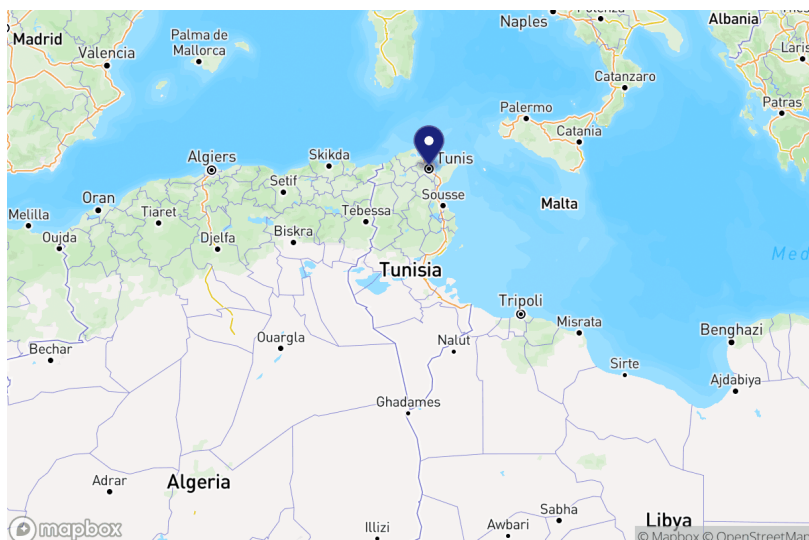 Naples
Potenza
Albania
Madrid
Palma de
Mallorca
Valencia
Catanzaro
Patras
Palermo
Catania
Algiers
Skikda
Tunis
Setif
Sousse
Malta
Oran
Melilla
Tiaret
Tebessa
Oujda
Djelfa
Biskra
Tunisia
Med
Tripoli
Misrata
Benghazi
Ouargla
Nalut
Bechar
Sirte
Ajdabiya
Ghadames
Algeria
Adrar
Sabha
Illizi
Awbari
Libya
mapbox
© Mapbox © OpenStreetMap